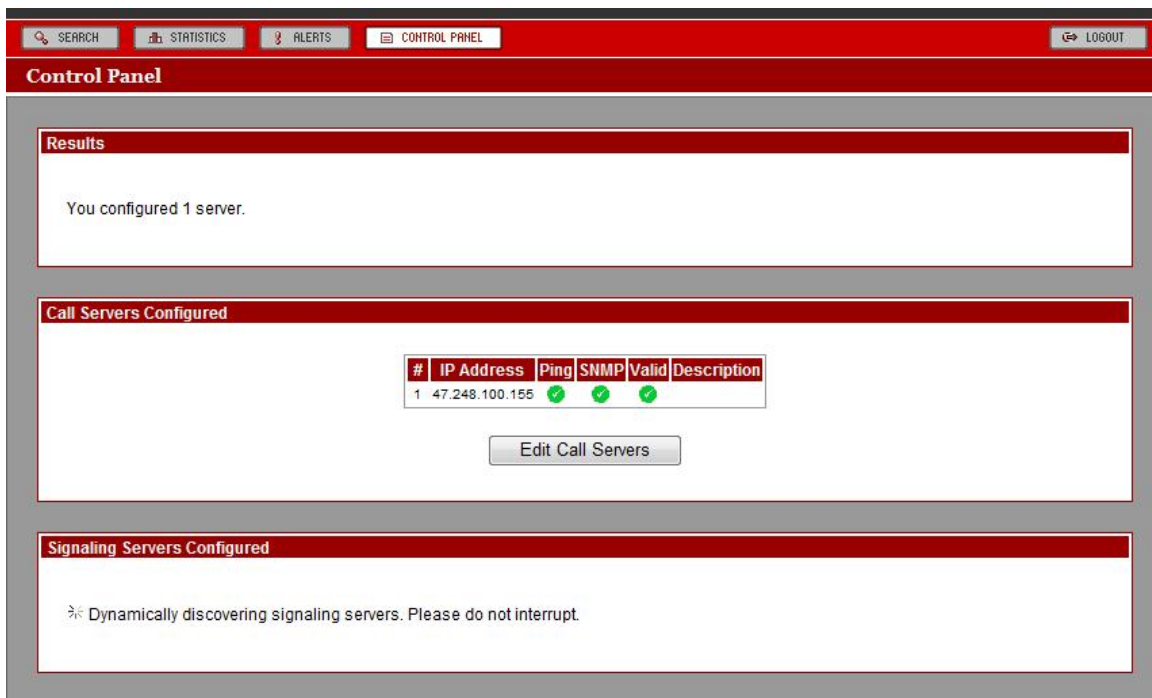 SEARCH STATISTICS ALERTS CONTROL PANEL LOGOUT
Control Panel
Results
You configured 1 server.
Call Servers Configured
# IP Address Ping SNMP Valid Description
1 47.248.100.155
Edit Call Servers
Signaling Servers Configured
Dynamically discovering signaling servers. Please do not interrupt.